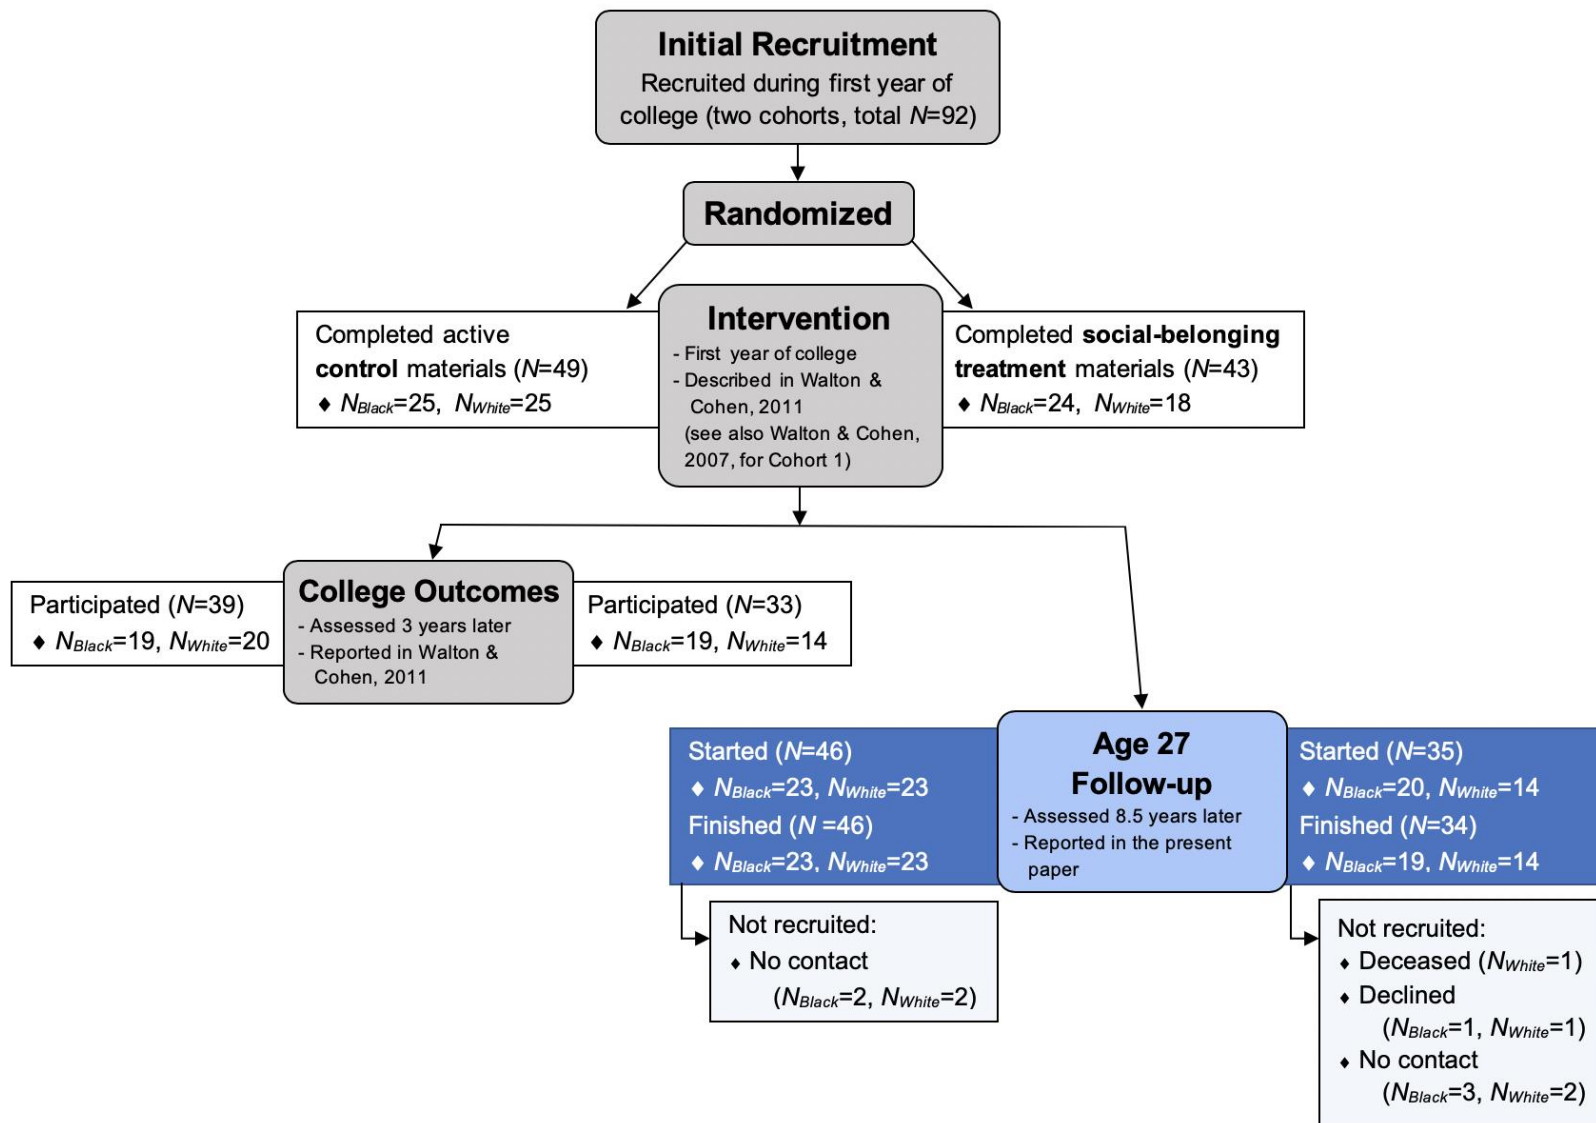 Initial Recruitment
Recruited during first year of
college (two cohorts, total N=92)
Randomized
Completed active
control materials (N=49)
♦ NBlack=25, NWhite=25
Intervention
- First year of college
- Described in Walton &
Cohen, 2011
(see also Walton & Cohen,
2007, for Cohort 1)
Completed social-belonging
treatment materials (N=43)
♦ NBlack=24, NWhite=18
Participated (N=39)
♦ NBlack=19, NWhite=20
College Outcomes
- Assessed 3 years later
- Reported in Walton &
Cohen, 2011
Participated (N=33)
♦ NBlack=19, NWhite=14
Started (N=46)
♦ NBlack=23, NWhite=23
Finished (N =46)
♦ NBlack=23, NWhite=23
Age 27
Follow-up
- Assessed 8.5 years later
- Reported in the present
paper
Started (N=35)
♦ NBlack=20, NWhite=14
Finished (N=34)
♦ NBlack=19, NWhite=14
Not recruited:
♦ No contact
(NBlack=2, NWhite=2)
Not recruited:
♦ Deceased (NWhite=1)
♦ Declined
(NBlack=1, NWhite=1)
♦ No contact
(NBlack=3, NWhite=2)